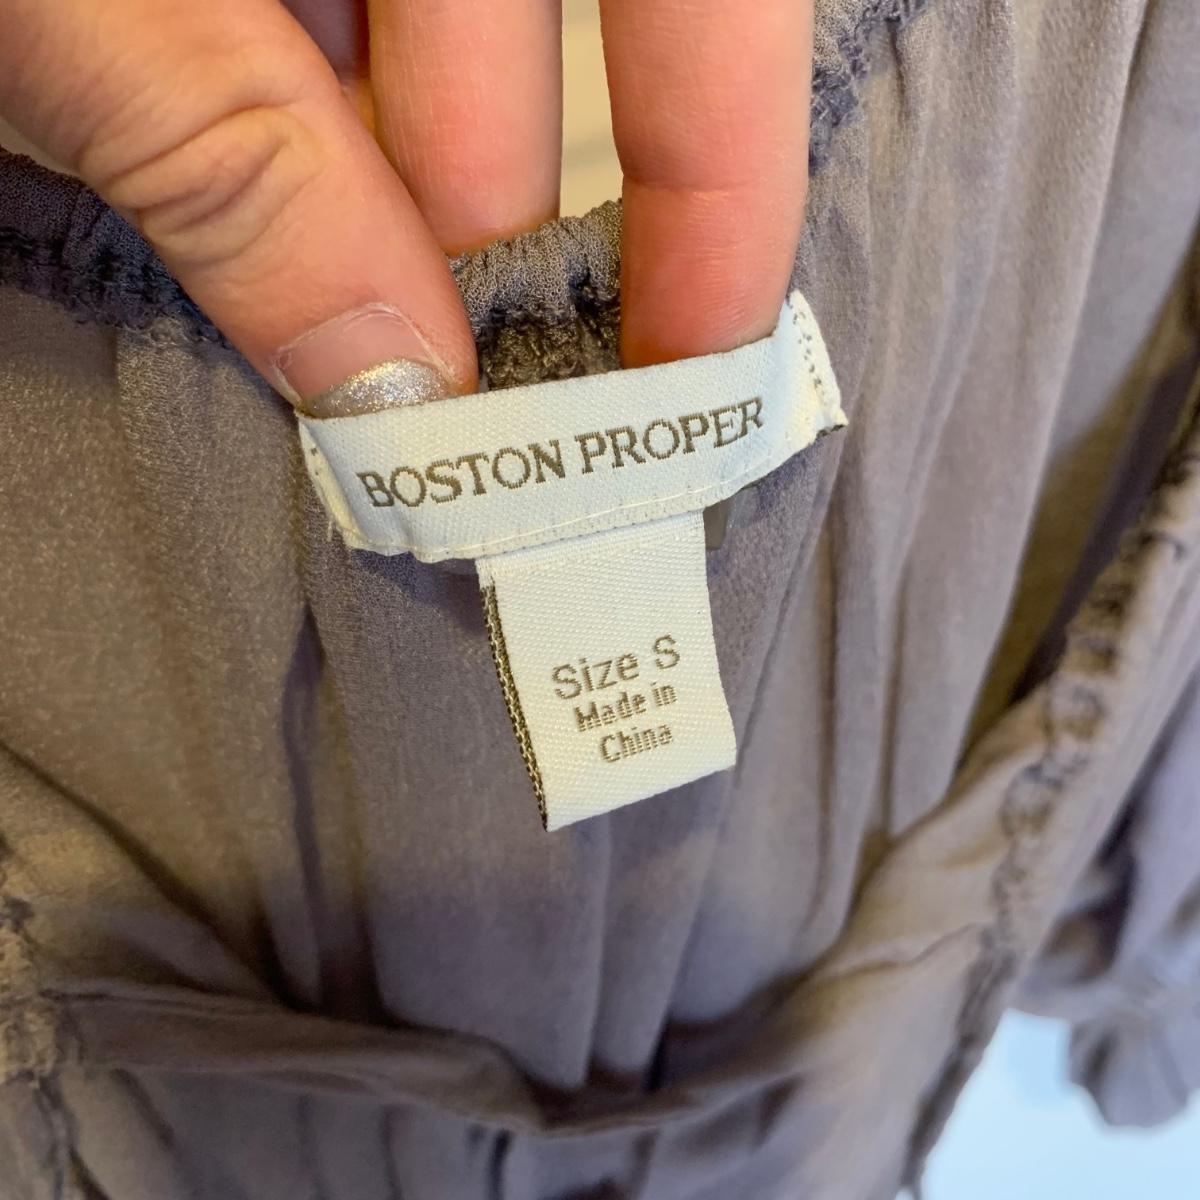 BOSTON PROPER
Size S
Made in
China